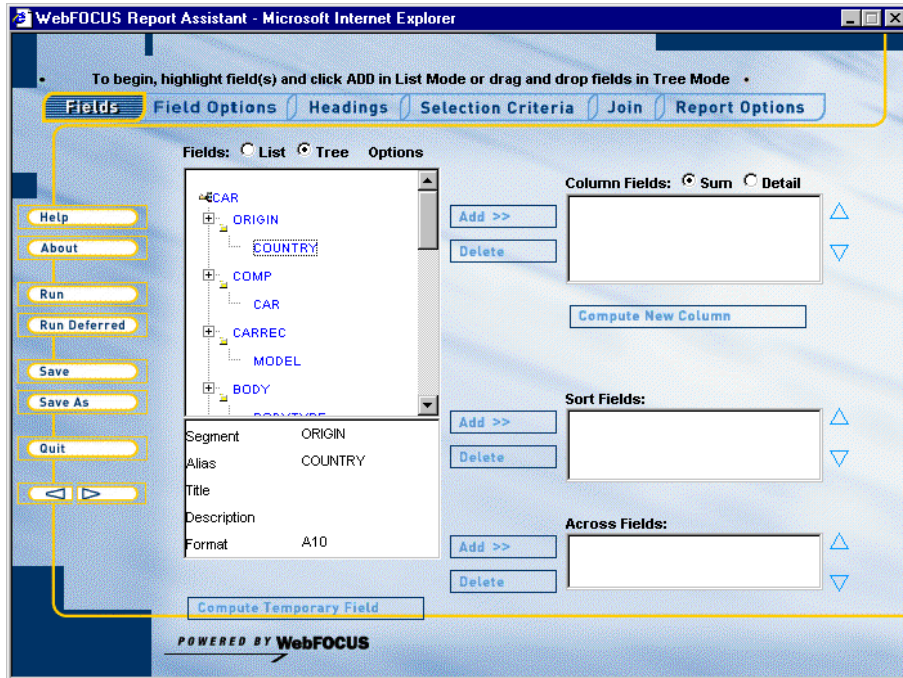 WebFOCUS Report Assistant - Microsoft Internet Explorer
• To begin, highlight field(s) and click ADD in List Mode or drag and drop fields in Tree Mode •
Fields Field Options Headings Selection Criteria Join Report Options
Fields: List Tree Options
Column Fields: Sum Detail
CAR
ORIGIN
COUNTRY
COMP
CAR
CARREC
MODEL
BODY
BODYTYPE
Add >>
Delete
Compute New Column
Help
About
Run
Run Deferred
Save
Save As
Quit
Sort Fields:
Add >>
Delete
Segment ORIGIN
Alias COUNTRY
Title
Description
Format A10
Across Fields:
Add >>
Delete
Compute Temporary Field
POWERED BY WebFOCUS